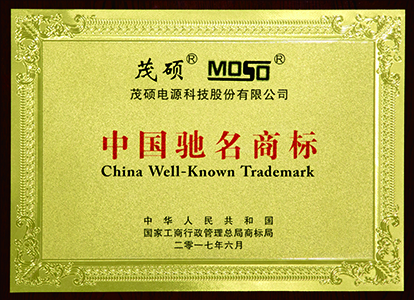 茂硕® MOSO®
茂硕电源科技股份有限公司
中国驰名商标
China Well-Known Trademark
中华人民共和国
国家工商行政管理总局商标局
二〇一七年六月